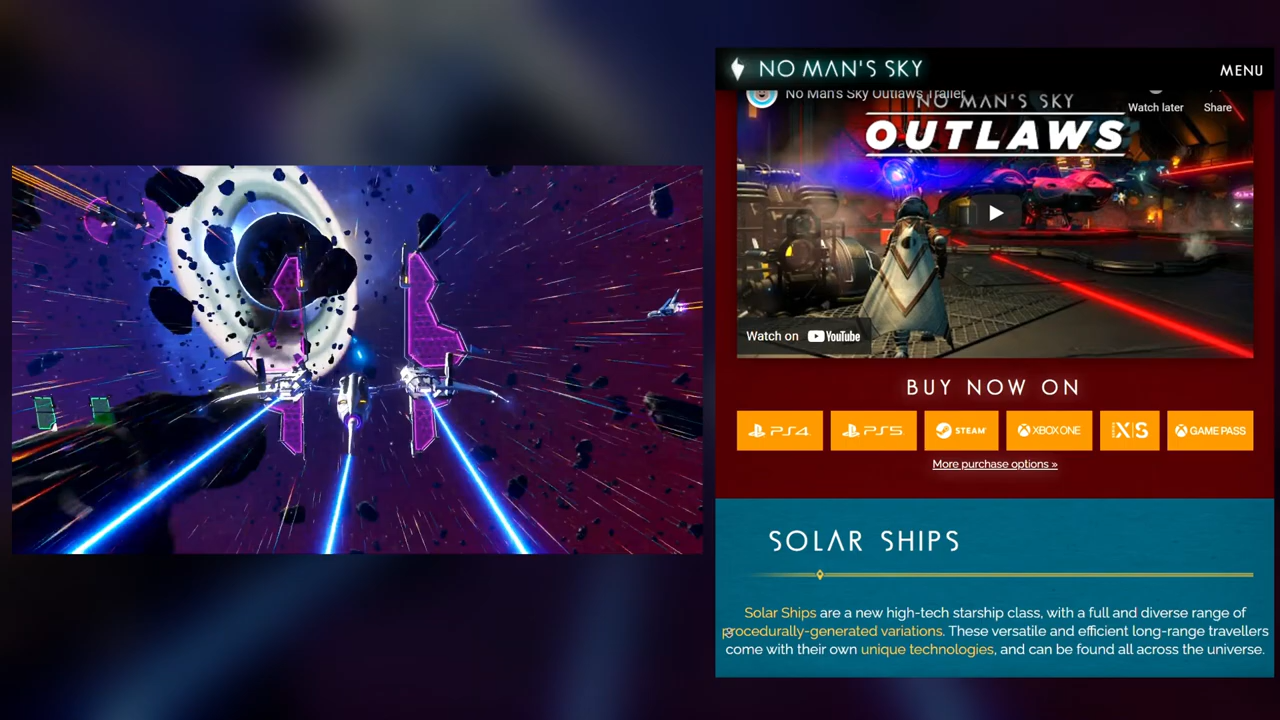 NO MAN'S SKY
MENU
No Man's Sky Outlaws Trailer
Watch later
Share
NO MAN'S SKY
OUTLAWS
Watch on YouTube
BUY NOW ON
PS4
PS5
STEAM
XBOX ONE
X|S
GAME PASS
More purchase options »
SOLAR SHIPS
Solar Ships are a new high-tech starship class, with a full and diverse range of
procedurally-generated variations. These versatile and efficient long-range travellers
come with their own unique technologies, and can be found all across the universe.